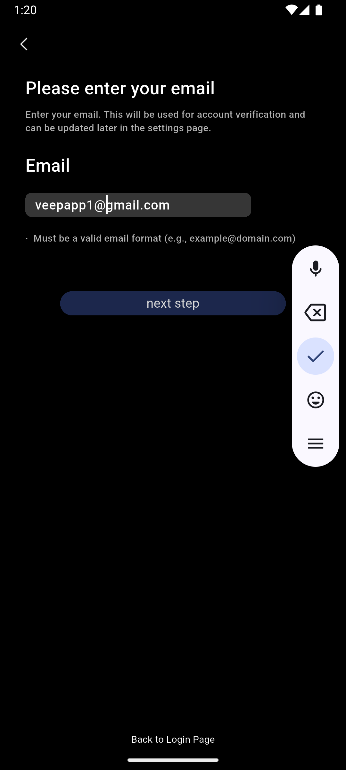 1:20
Please enter your email
Enter your email. This will be used for account verification and
can be updated later in the settings page.
Email
veepapp1@gmail.com
· Must be a valid email format (e.g., example@domain.com)
next step
Back to Login Page